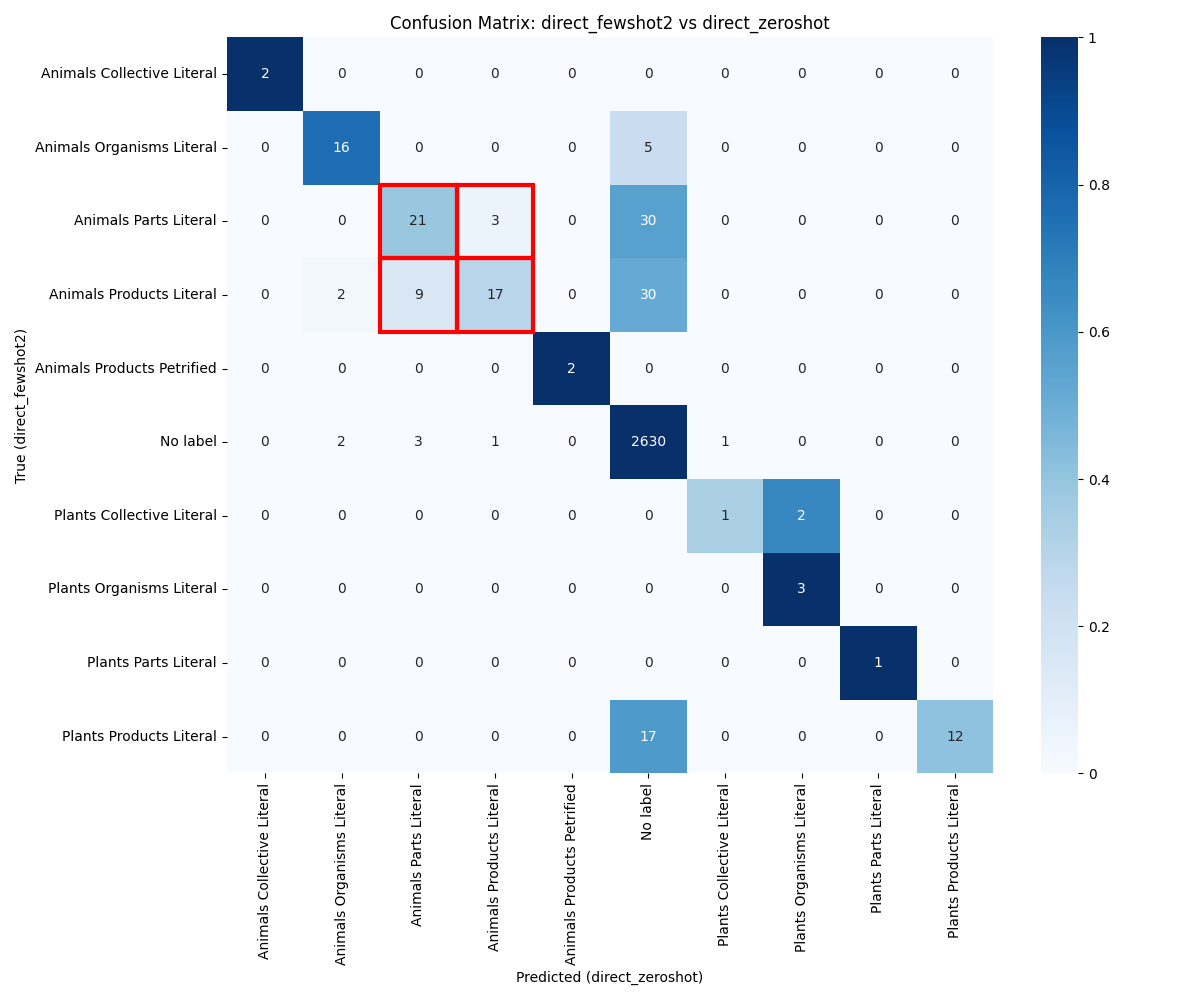 Confusion Matrix: direct_fewshot2 vs direct_zeroshot
True (direct_fewshot2)
Animals Collective Literal 2 0 0 0 0 0 0 0 0 0
Animals Organisms Literal 0 16 0 0 0 5 0 0 0 0
Animals Parts Literal 0 0 21 3 0 30 0 0 0 0
Animals Products Literal 0 2 9 17 0 30 0 0 0 0
Animals Products Petrified 0 0 0 0 2 0 0 0 0 0
No label 0 2 3 1 0 2630 1 0 0 0
Plants Collective Literal 0 0 0 0 0 0 1 2 0 0
Plants Organisms Literal 0 0 0 0 0 0 0 3 0 0
Plants Parts Literal 0 0 0 0 0 0 0 0 1 0
Plants Products Literal 0 0 0 0 0 17 0 0 0 12
Animals Collective Literal
Animals Organisms Literal
Animals Parts Literal
Animals Products Literal
Animals Products Petrified
No label
Plants Collective Literal
Plants Organisms Literal
Plants Parts Literal
Plants Products Literal
Predicted (direct_zeroshot)
1
0.8
0.6
0.4
0.2
0